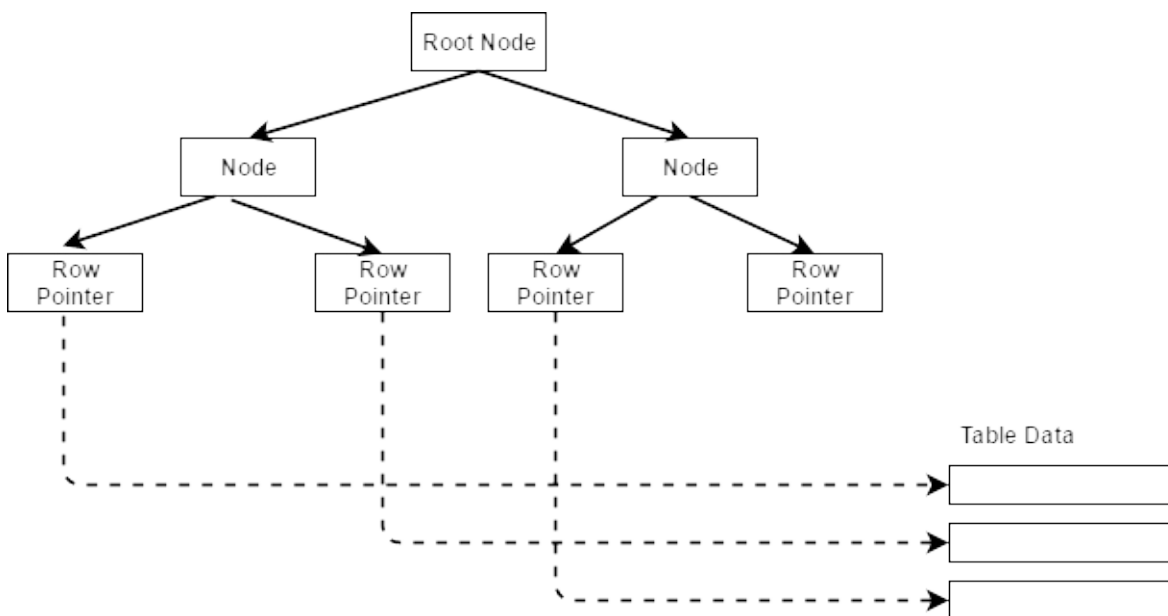 Root Node
Node
Node
Row
Pointer
Row
Pointer
Row
Pointer
Row
Pointer
Table Data